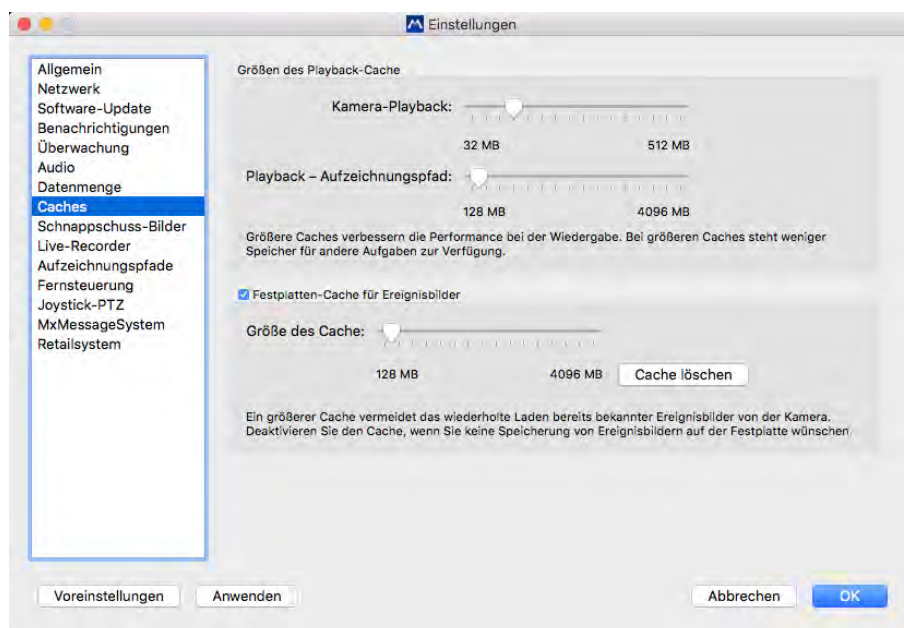 Einstellungen
Allgemein
Netzwerk
Software-Update
Benachrichtigungen
Überwachung
Audio
Datenmenge
Caches
Schnappschuss-Bilder
Live-Recorder
Aufzeichnungspfade
Fernsteuerung
Joystick-PTZ
MxMessageSystem
Retailsystem
Größen des Playback-Cache
Kamera-Playback:
32 MB 512 MB
Playback – Aufzeichnungspfad:
128 MB 4096 MB
Größere Caches verbessern die Performance bei der Wiedergabe. Bei größeren Caches steht weniger
Speicher für andere Aufgaben zur Verfügung.
Festplatten-Cache für Ereignisbilder
Größe des Cache:
128 MB 4096 MB Cache löschen
Ein größerer Cache vermeidet das wiederholte Laden bereits bekannter Ereignisbilder von der Kamera.
Deaktivieren Sie den Cache, wenn Sie keine Speicherung von Ereignisbildern auf der Festplatte wünschen.
Voreinstellungen Anwenden Abbrechen OK